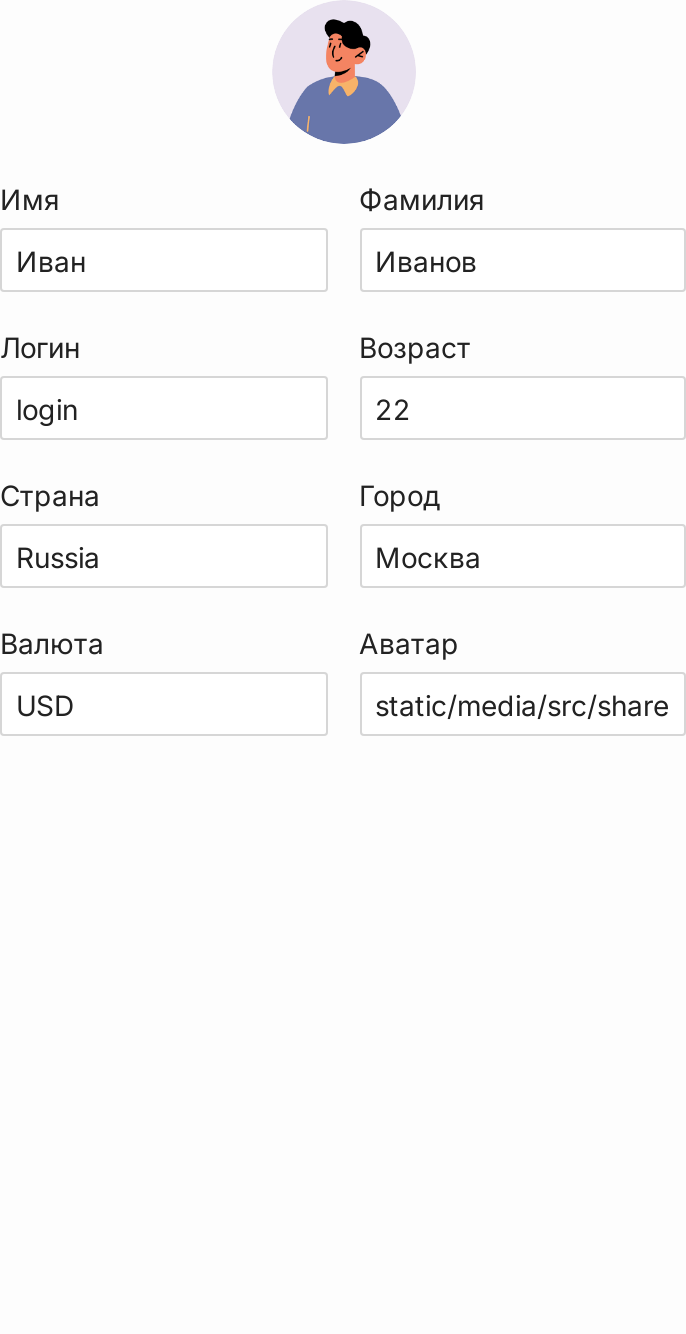 Имя
Фамилия
Иван
Иванов
Логин
Возраст
login
22
Страна
Город
Russia
Москва
Валюта
Аватар
USD
static/media/src/share